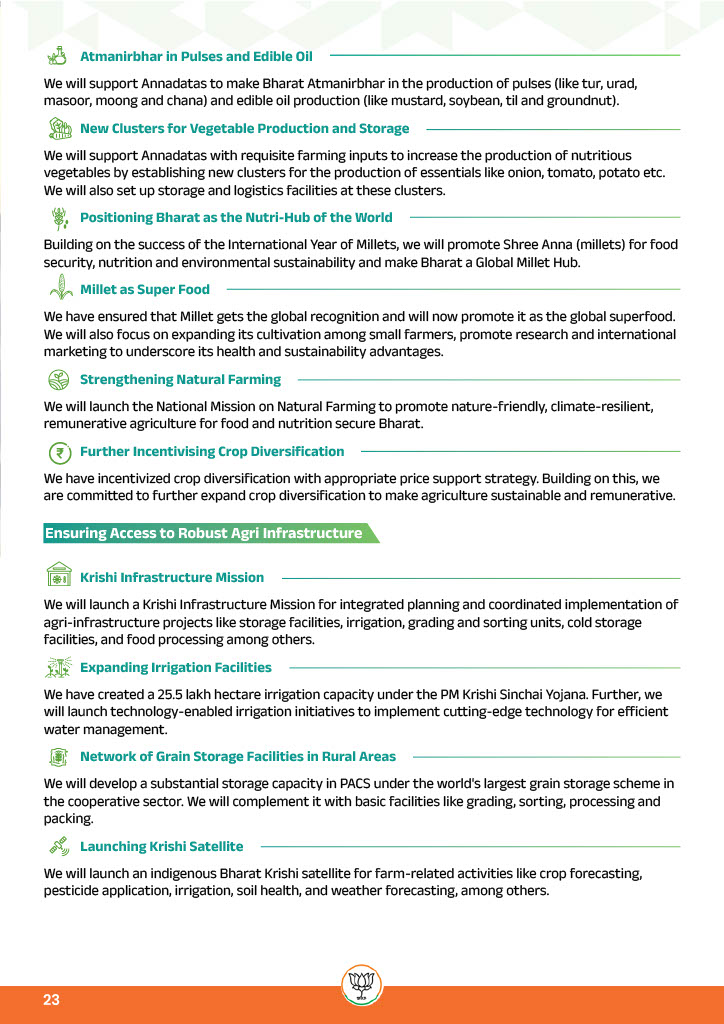 Atmanirbhar in Pulses and Edible Oil
We will support Annadatas to make Bharat Atmanirbhar in the production of pulses (like tur, urad,
masoor, moong and chana) and edible oil production (like mustard, soybean, til and groundnut).
New Clusters for Vegetable Production and Storage
We will support Annadatas with requisite farming inputs to increase the production of nutritious
vegetables by establishing new clusters for the production of essentials like onion, tomato, potato etc.
We will also set up storage and logistics facilities at these clusters.
Positioning Bharat as the Nutri-Hub of the World
Building on the success of the International Year of Millets, we will promote Shree Anna (millets) for food
security, nutrition and environmental sustainability and make Bharat a Global Millet Hub.
Millet as Super Food
We have ensured that Millet gets the global recognition and will now promote it as the global superfood.
We will also focus on expanding its cultivation among small farmers, promote research and international
marketing to underscore its health and sustainability advantages.
Strengthening Natural Farming
We will launch the National Mission on Natural Farming to promote nature-friendly, climate-resilient,
remunerative agriculture for food and nutrition secure Bharat.
Further Incentivising Crop Diversification
We have incentivized crop diversification with appropriate price support strategy. Building on this, we
are committed to further expand crop diversification to make agriculture sustainable and remunerative.
Ensuring Access to Robust Agri Infrastructure
Krishi Infrastructure Mission
We will launch a Krishi Infrastructure Mission for integrated planning and coordinated implementation of
agri-infrastructure projects like storage facilities, irrigation, grading and sorting units, cold storage
facilities, and food processing among others.
Expanding Irrigation Facilities
We have created a 25.5 lakh hectare irrigation capacity under the PM Krishi Sinchai Yojana. Further, we
will launch technology-enabled irrigation initiatives to implement cutting-edge technology for efficient
water management.
Network of Grain Storage Facilities in Rural Areas
We will develop a substantial storage capacity in PACS under the world's largest grain storage scheme in
the cooperative sector. We will complement it with basic facilities like grading, sorting, processing and
packing.
Launching Krishi Satellite
We will launch an indigenous Bharat Krishi satellite for farm-related activities like crop forecasting,
pesticide application, irrigation, soil health, and weather forecasting, among others.
23